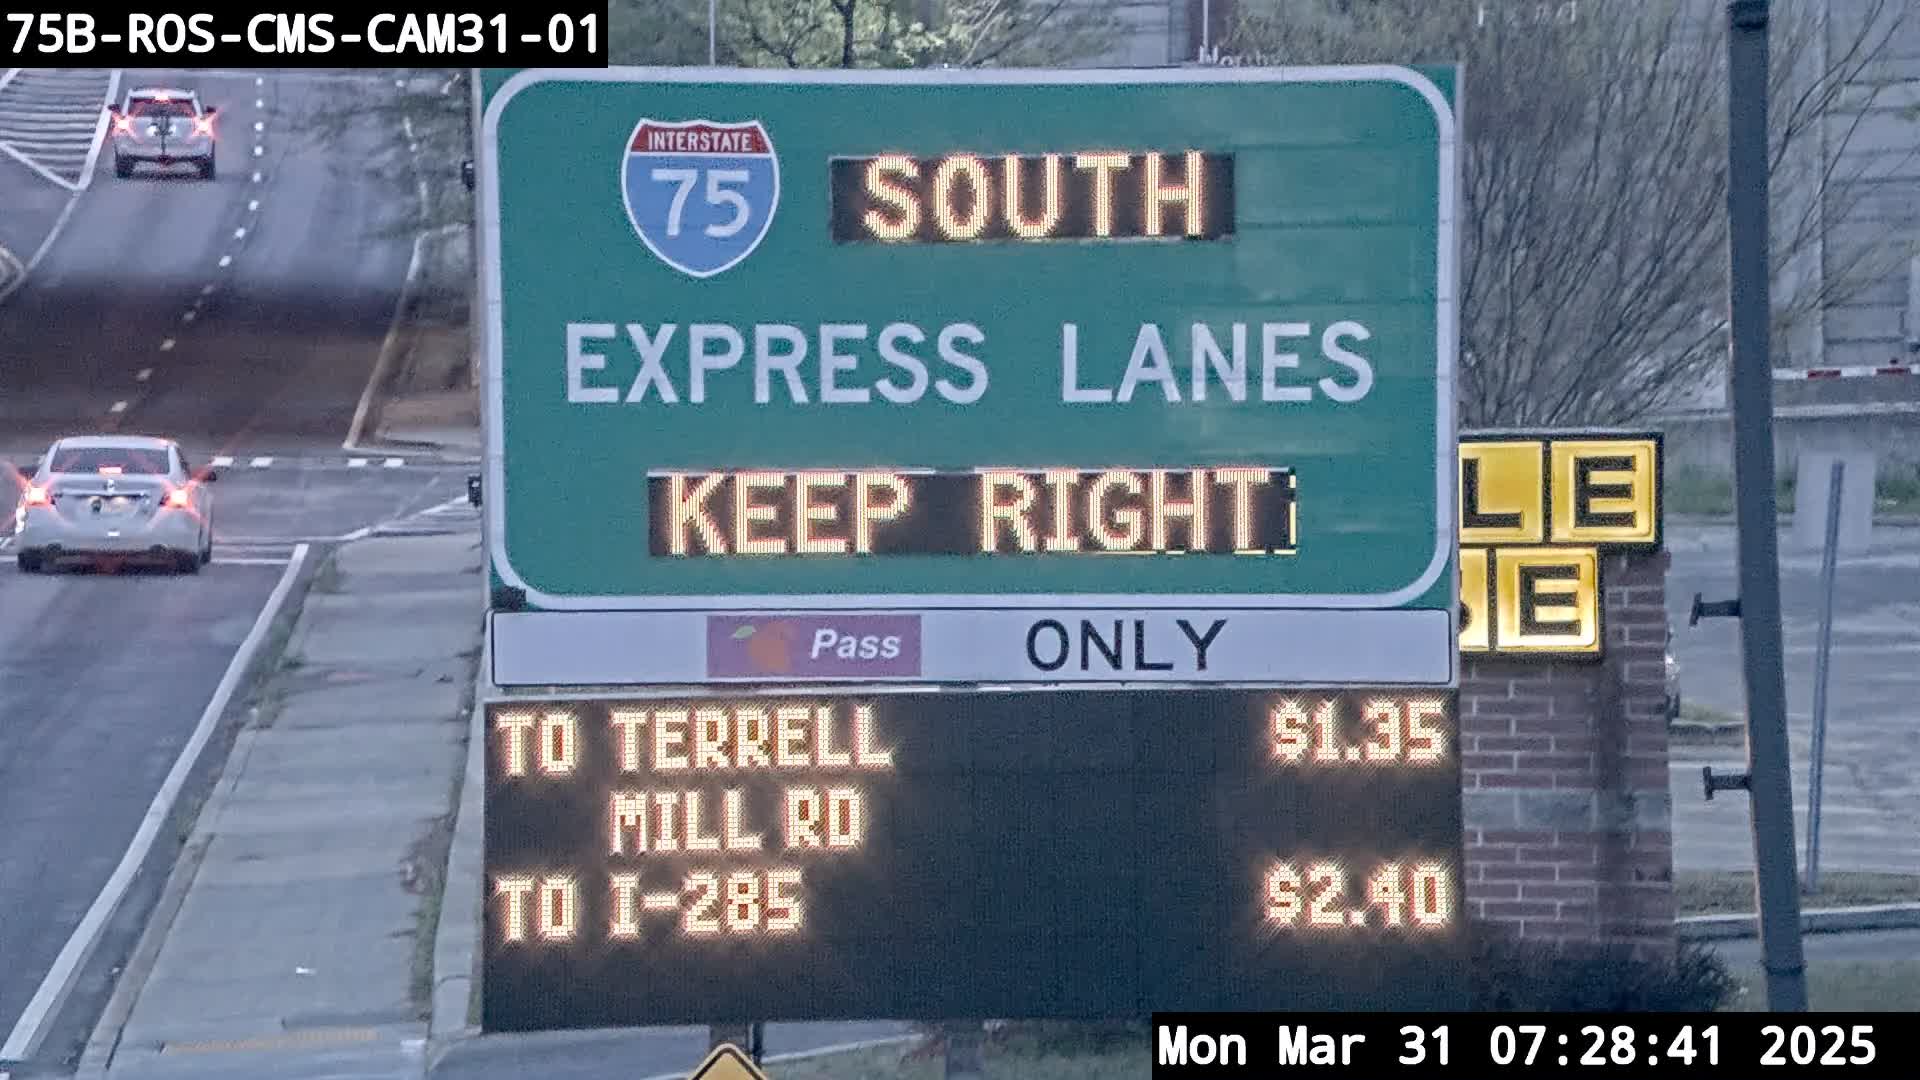 75B-ROS-CMS-CAM31-01
INTERSTATE
75
SOUTH
EXPRESS LANES
KEEP RIGHT
Pass ONLY
TO TERRELL $1.35
MILL RD
TO I-285 $2.40
LE
E
Mon Mar 31 07:28:41 2025